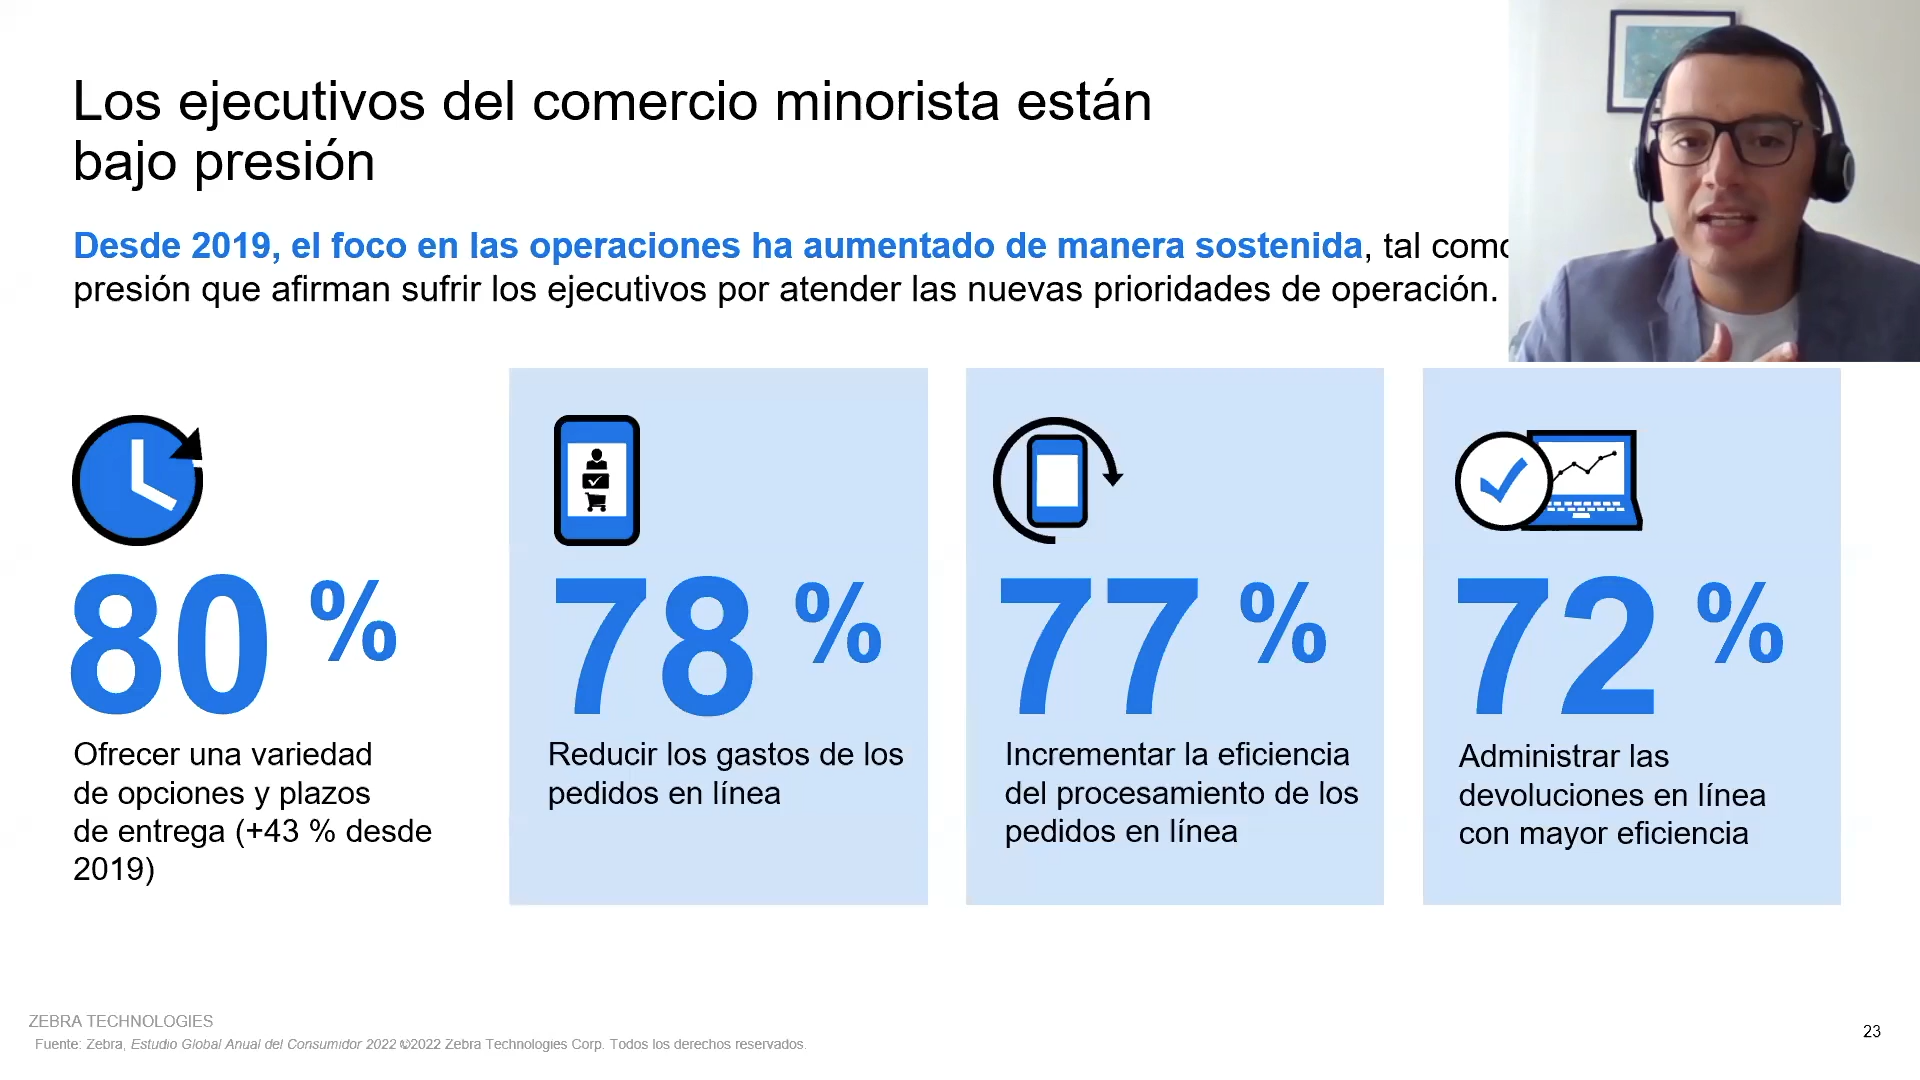 Los ejecutivos del comercio minorista están
bajo presión
Desde 2019, el foco en las operaciones ha aumentado de manera sostenida, tal como
presión que afirman sufrir los ejecutivos por atender las nuevas prioridades de operación.
80 %
Ofrecer una variedad
de opciones y plazos
de entrega (+43 % desde
2019)
78 %
Reducir los gastos de los
pedidos en línea
77 %
Incrementar la eficiencia
del procesamiento de los
pedidos en línea
72 %
Administrar las
devoluciones en línea
con mayor eficiencia
ZEBRA TECHNOLOGIES
Fuente: Zebra, Estudio Global Anual del Consumidor 2022 ©2022 Zebra Technologies Corp. Todos los derechos reservados.
23